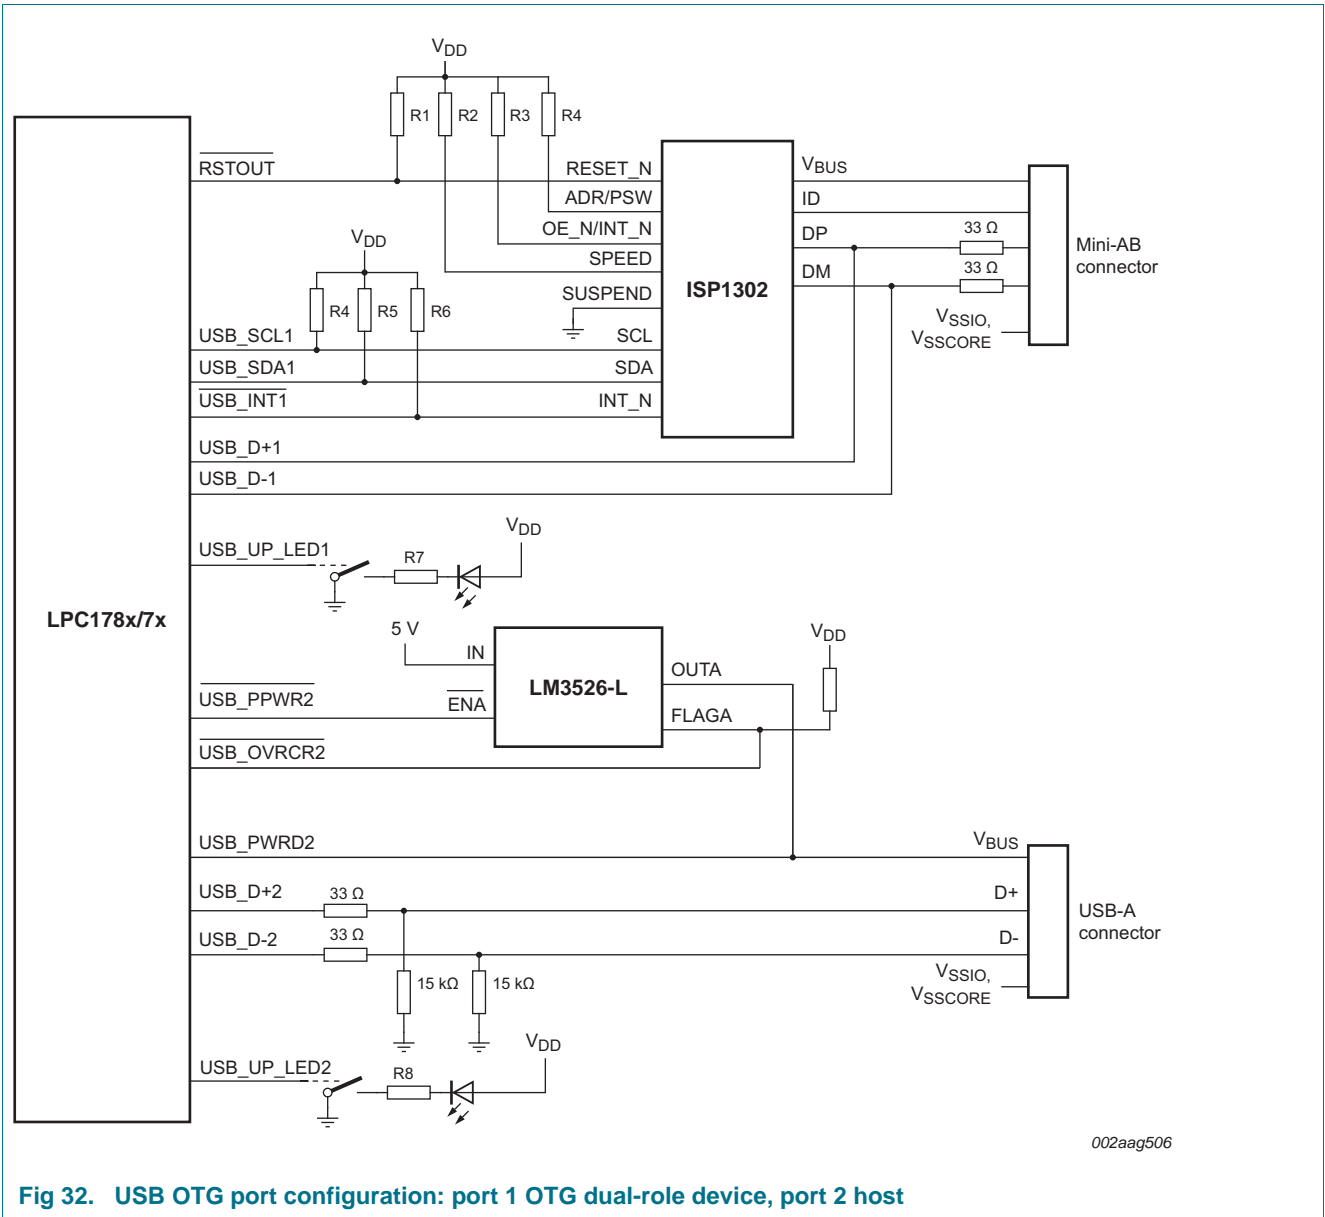 VDD
R1
R2
R3
R4
RSTOUT
RESET_N
ADR/PSW
OE_N/INT_N
SPEED
SUSPEND
VDD
R4
R5
R6
USB_SCL1
SCL
USB_SDA1
SDA
USB_INT1
INT_N
ISP1302
VBUS
ID
DP
33 Ω
DM
33 Ω
VSSIO,
VSSCORE
Mini-AB
connector
USB_D+1
USB_D-1
USB_UP_LED1
R7
VDD
LPC178x/7x
5 V
IN
ENA
LM3526-L
OUTA
FLAGA
VDD
USB_PPWR2
USB_OVRCR2
USB_PWRD2
VBUS
USB_D+2
33 Ω
D+
USB_D-2
33 Ω
D-
15 kΩ
15 kΩ
VSSIO,
VSSCORE
USB-A
connector
USB_UP_LED2
R8
VDD
002aag506
Fig 32. USB OTG port configuration: port 1 OTG dual-role device, port 2 host